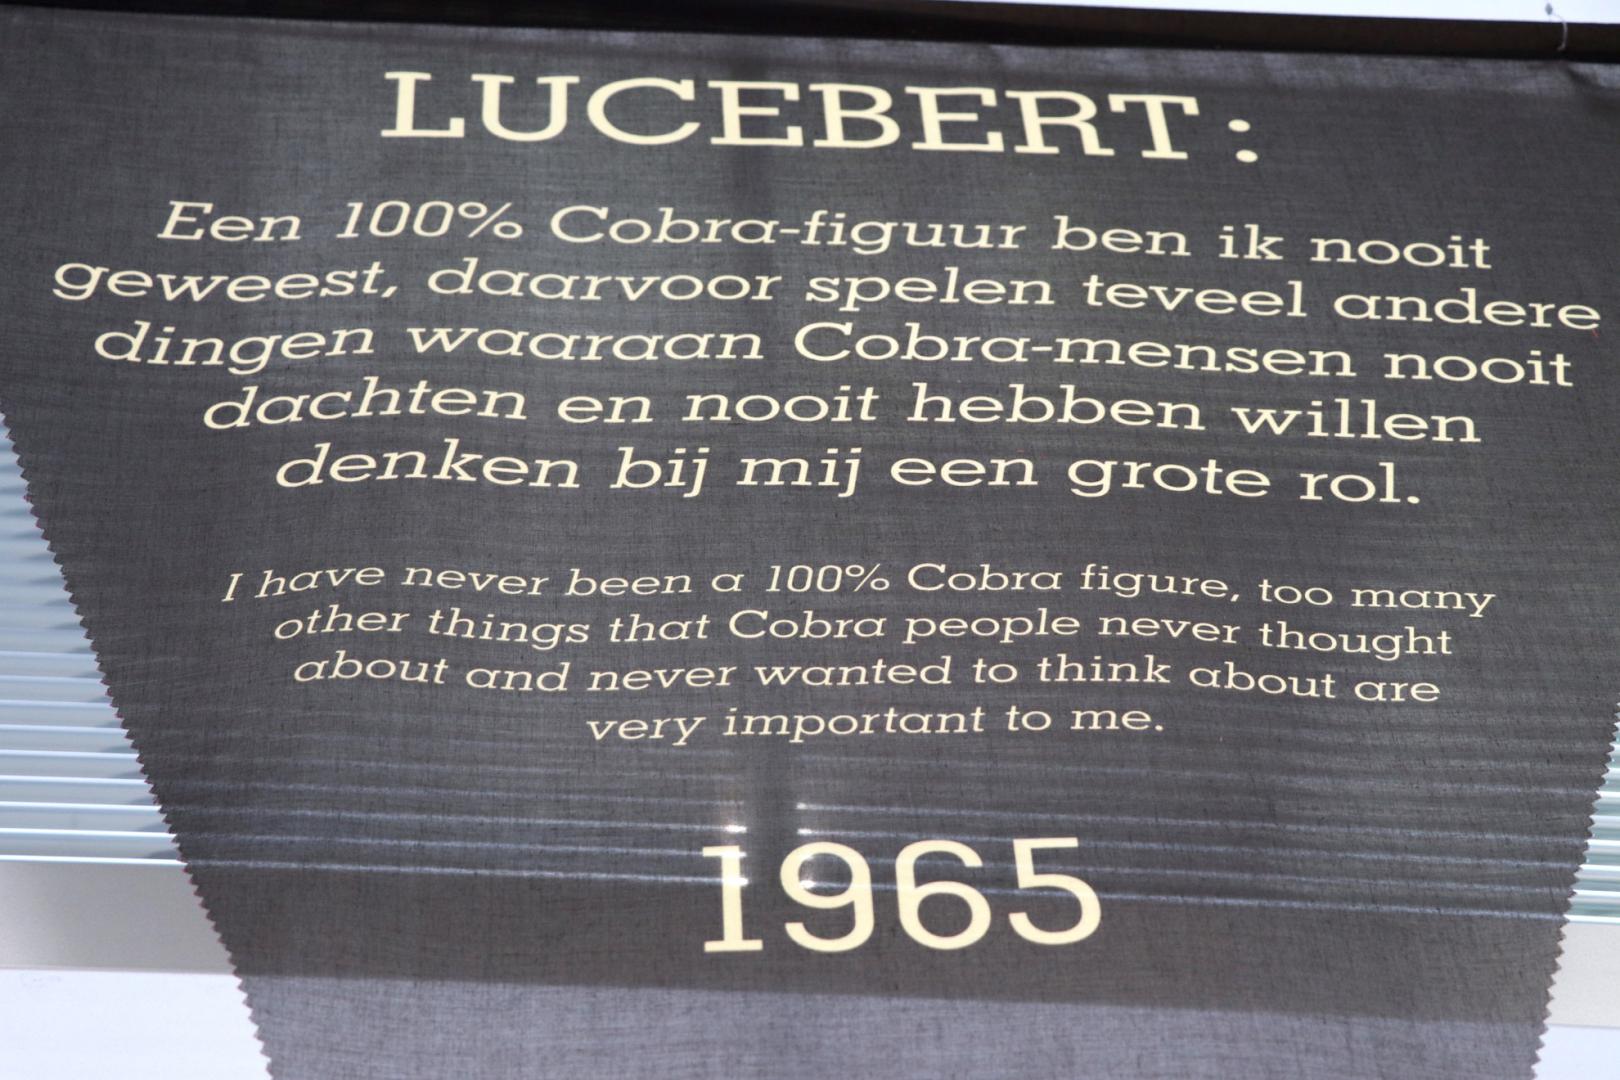 LUCEBERT:
Een 100% Cobra-figuur ben ik nooit
geweest, daarvoor spelen teveel andere
dingen waaraan Cobra-mensen nooit
dachten en nooit hebben willen
denken bij mij een grote rol.
I have never been a 100% Cobra figure, too many
other things that Cobra people never thought
about and never wanted to think about are
very important to me.
1965